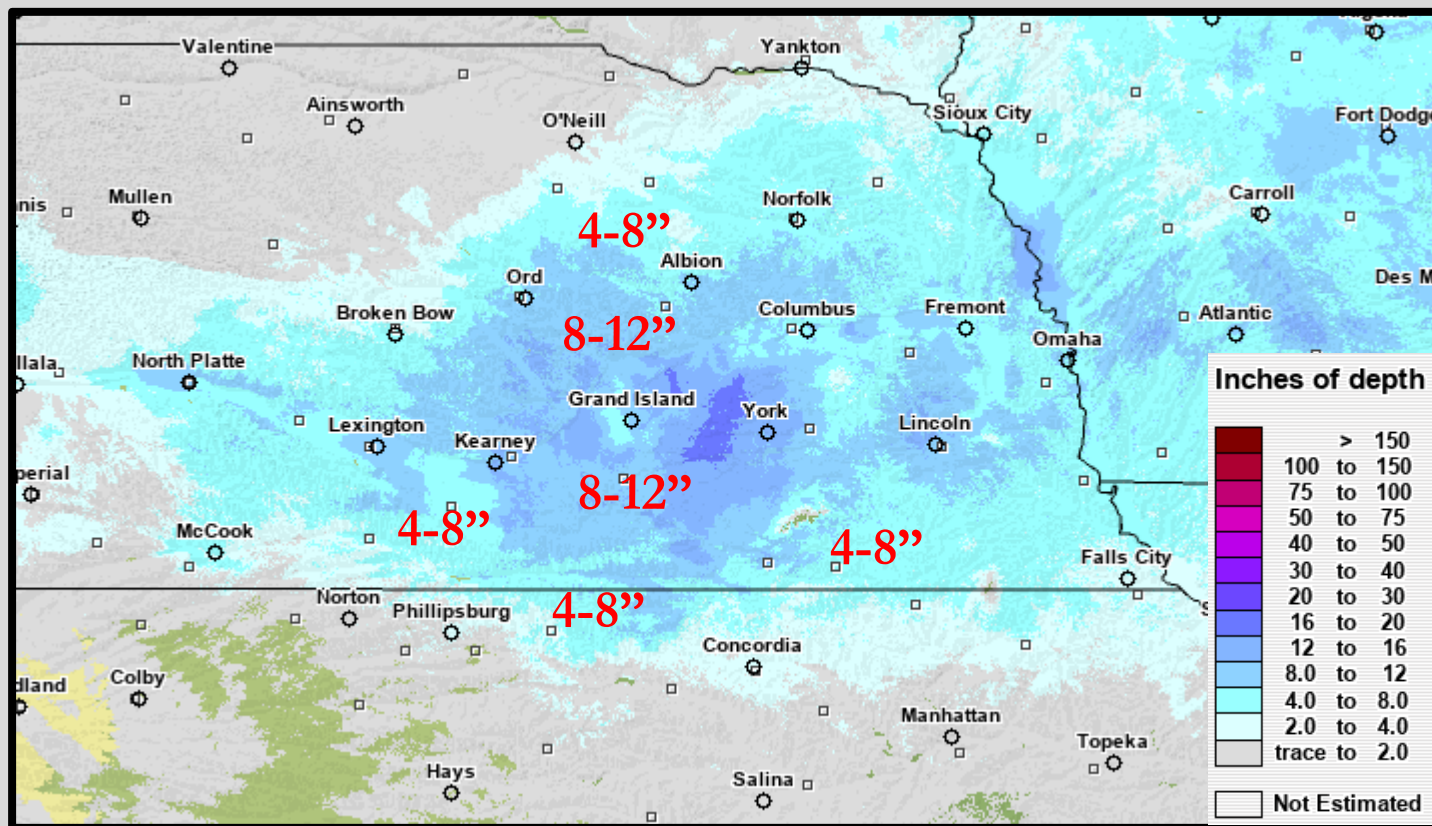 Valentine
Yankton
Ainsworth
O'Neill
Sioux City
Fort Dodge
Mullen
nnis
Norfolk
Carroll
4-8”
Albion
Ord
Des M
Broken Bow
Columbus
Fremont
Atlantic
8-12”
Omaha
llala
North Platte
Grand Island
York
Lexington
Kearney
Lincoln
perial
8-12”
McCook
4-8”
4-8”
Falls City
Norton
Phillipsburg
4-8”
Concordia
dland
Colby
Manhattan
Topeka
Hays
Salina
Inches of depth
> 150
100 to 150
75 to 100
50 to 75
40 to 50
30 to 40
20 to 30
16 to 20
12 to 16
8.0 to 12
4.0 to 8.0
2.0 to 4.0
trace to 2.0
Not Estimated